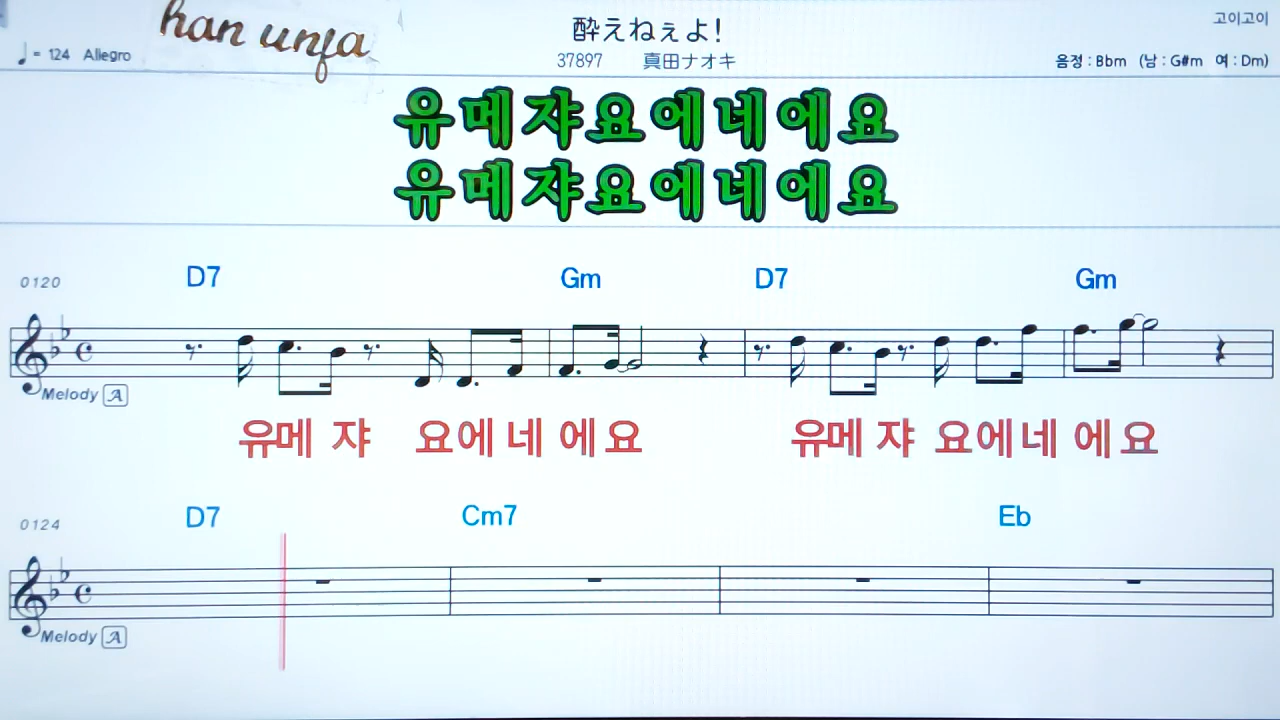 han unfa
酔えねぇよ!
고이고이
♩= 124 Allegro
37897 真田ナオキ
음정 : Bbm (남 : G#m 여 : Dm)
유메쟈요에네에요
유메쟈요에네에요
0120 D7 Gm D7 Gm
Melody A
유메 쟈 요에 네 에 요 유메 쟈 요에네 에 요
0124 D7 Cm7 Eb
Melody A